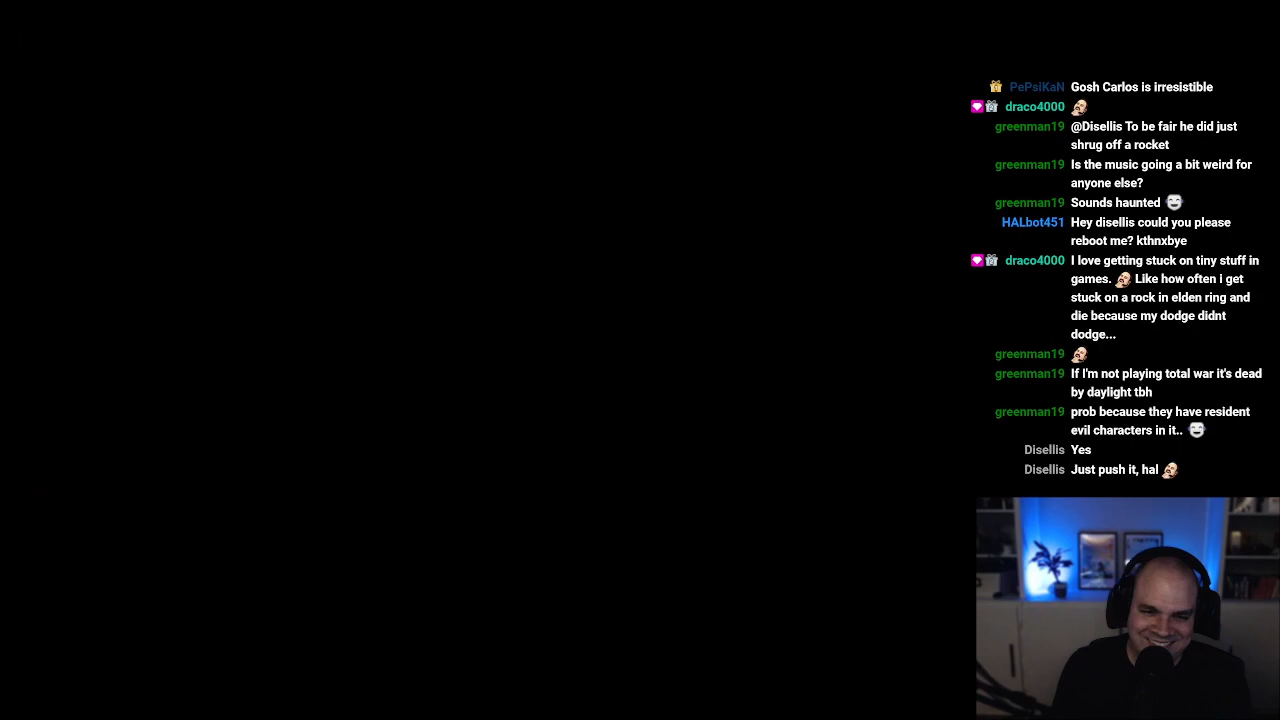 PePsiKaN Gosh Carlos is irresistible
draco4000
greenman19 @Disellis To be fair he did just
shrug off a rocket
greenman19 Is the music going a bit weird for
anyone else?
greenman19 Sounds haunted
HALbot451 Hey disellis could you please
reboot me? kthnxbye
draco4000 I love getting stuck on tiny stuff in
games. Like how often i get
stuck on a rock in elden ring and
die because my dodge didnt
dodge...
greenman19
greenman19 If I'm not playing total war it's dead
by daylight tbh
greenman19 prob because they have resident
evil characters in it..
Disellis Yes
Disellis Just push it, hal